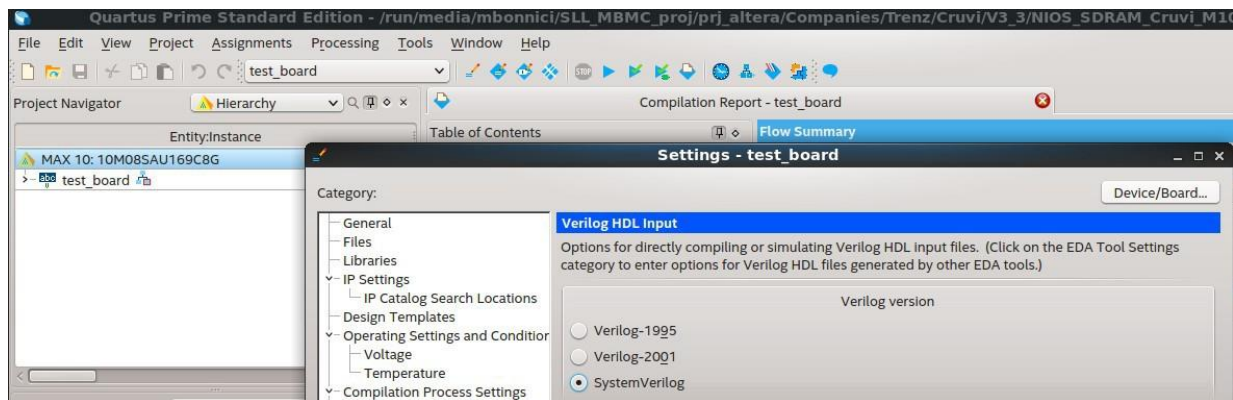 Quartus Prime Standard Edition - /run/media/mbonnici/SLL_MBMC_proj/prj_altera/Companies/Trenz/Cruvi/V3_3/NIOS_SDRAM_Cruvi_M10
File Edit View Project Assignments Processing Tools Window Help
test_board
STOP
Project Navigator Hierarchy Compilation Report - test_board
Entity:Instance Table of Contents Flow Summary
MAX 10: 10M08SAU169C8G
abc test_board
Settings - test_board
Category: Device/Board...
General
Files
Libraries
IP Settings
IP Catalog Search Locations
Design Templates
Operating Settings and Condition
Voltage
Temperature
Compilation Process Settings
Verilog HDL Input
Options for directly compiling or simulating Verilog HDL input files. (Click on the EDA Tool Settings
category to enter options for Verilog HDL files generated by other EDA tools.)
Verilog version
Verilog-1995
Verilog-2001
SystemVerilog